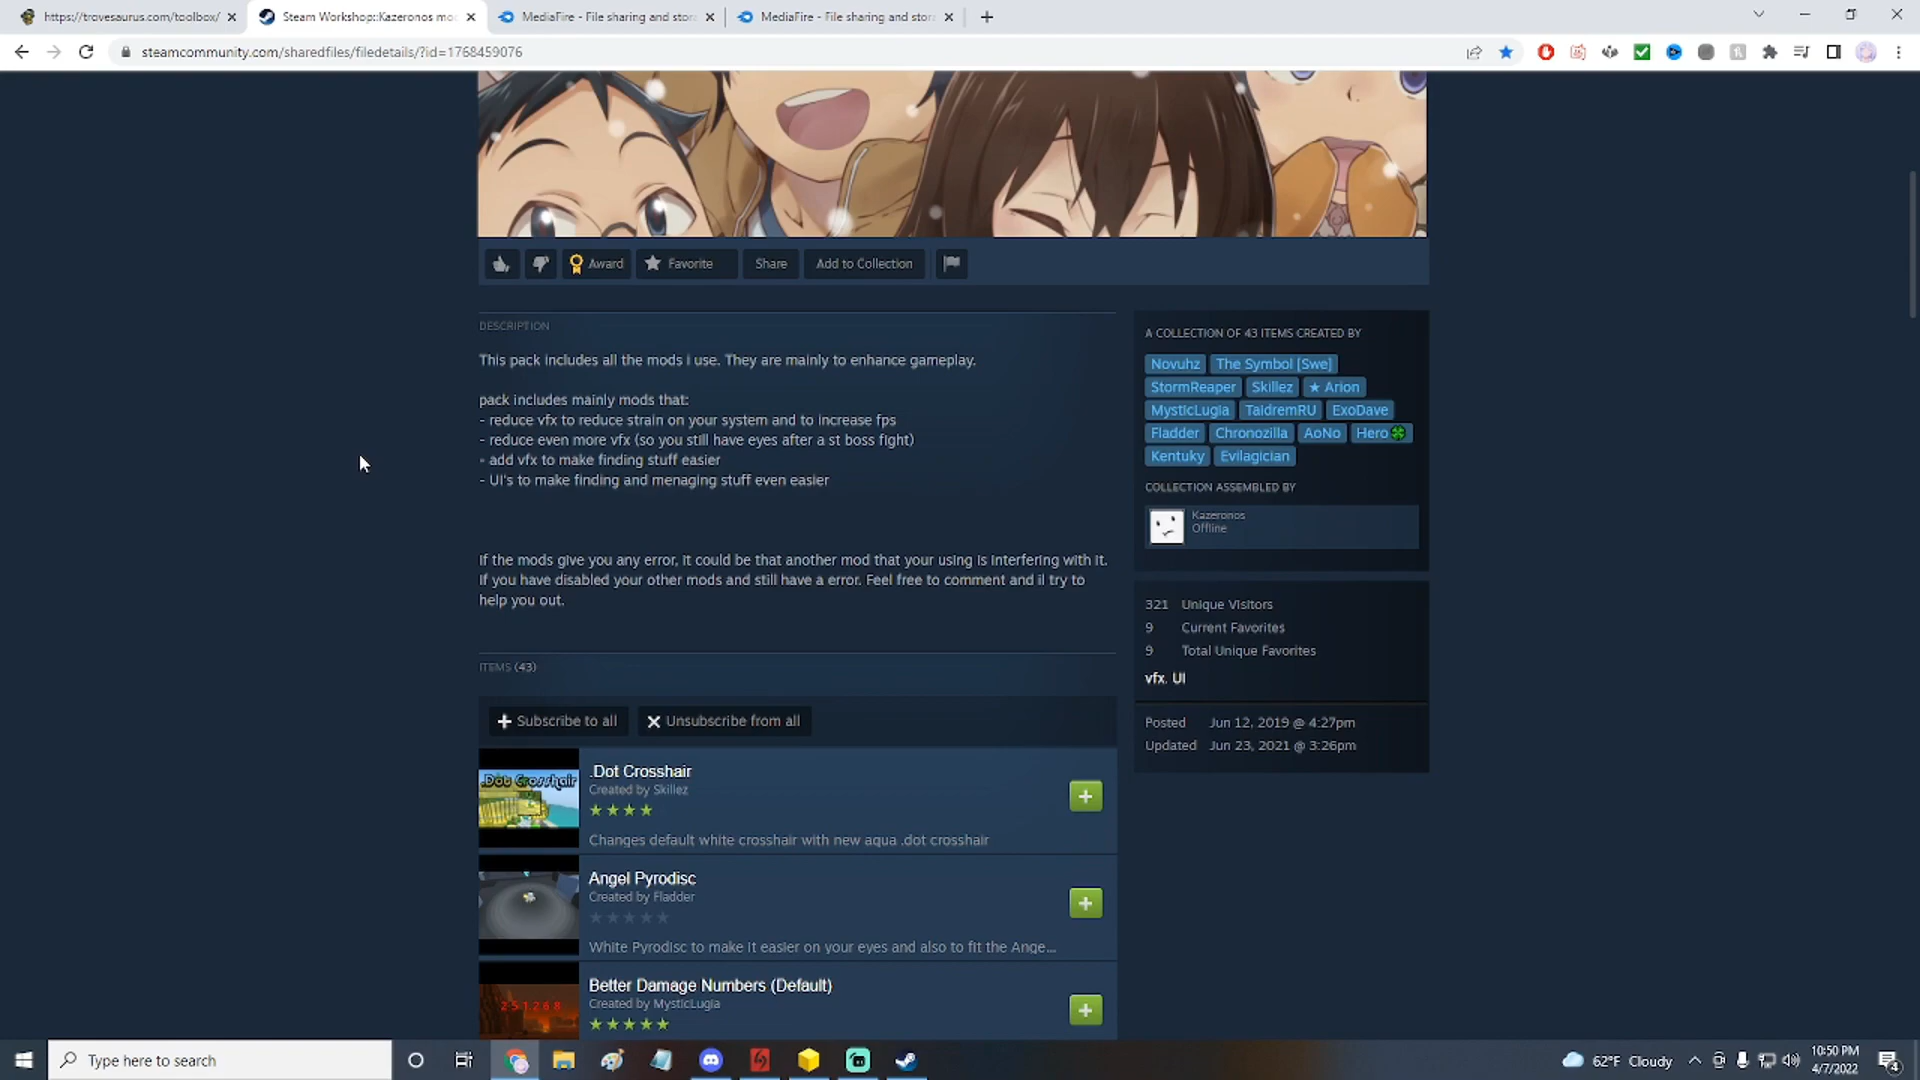 https://trovesaurus.com/toolbox/
Steam Workshop::Kazeronos mo
MediaFire - File sharing and stor
MediaFire - File sharing and stor
steamcommunity.com/sharedfiles/filedetails/?id=1768459076
Award
Favorite
Share
Add to Collection
DESCRIPTION
This pack includes all the mods i use. They are mainly to enhance gameplay.
pack includes mainly mods that:
- reduce vfx to reduce strain on your system and to increase fps
- reduce even more vfx (so you still have eyes after a st boss fight)
- add vfx to make finding stuff easier
- UI's to make finding and menaging stuff even easier
If the mods give you any error, it could be that another mod that your using is interfering with it.
If you have disabled your other mods and still have a error. Feel free to comment and il try to
help you out.
ITEMS (43)
Subscribe to all
Unsubscribe from all
.Dot Crosshair
.Dot Crosshair
Created by Skillez
Changes default white crosshair with new aqua .dot crosshair
Angel Pyrodisc
Created by Fladder
White Pyrodisc to make it easier on your eyes and also to fit the Ange...
251268
Better Damage Numbers (Default)
Created by MysticLugia
A COLLECTION OF 43 ITEMS CREATED BY
Novuhz The Symbol [Swe]
StormReaper Skillez ★ Arion
MysticLugia TaidremRU ExoDave
Fladder Chronozilla AoNo Hero
Kentuky Evilagician
COLLECTION ASSEMBLED BY
Kazeronos
Offline
321 Unique Visitors
9 Current Favorites
9 Total Unique Favorites
vfx, UI
Posted Jun 12, 2019 @ 4:27pm
Updated Jun 23, 2021 @ 3:26pm
Type here to search
62°F Cloudy
10:50 PM
4/7/2022
4